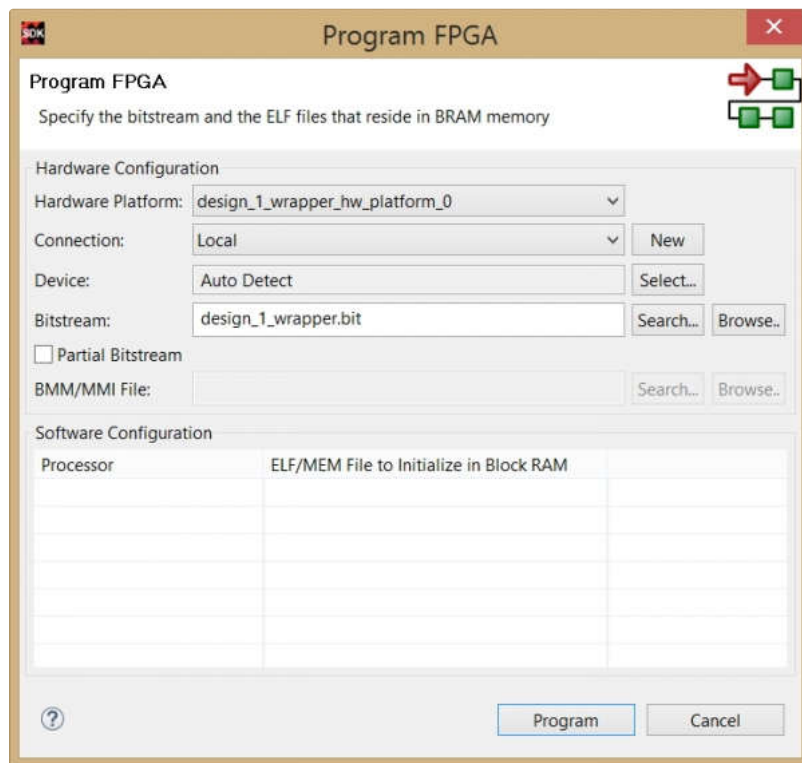 SDK
Program FPGA
Program FPGA
Specify the bitstream and the ELF files that reside in BRAM memory
Hardware Configuration
Hardware Platform: design_1_wrapper_hw_platform_0
Connection: Local New
Device: Auto Detect Select...
Bitstream: design_1_wrapper.bit Search... Browse..
Partial Bitstream
BMM/MMI File: Search... Browse..
Software Configuration
Processor ELF/MEM File to Initialize in Block RAM
? Program Cancel